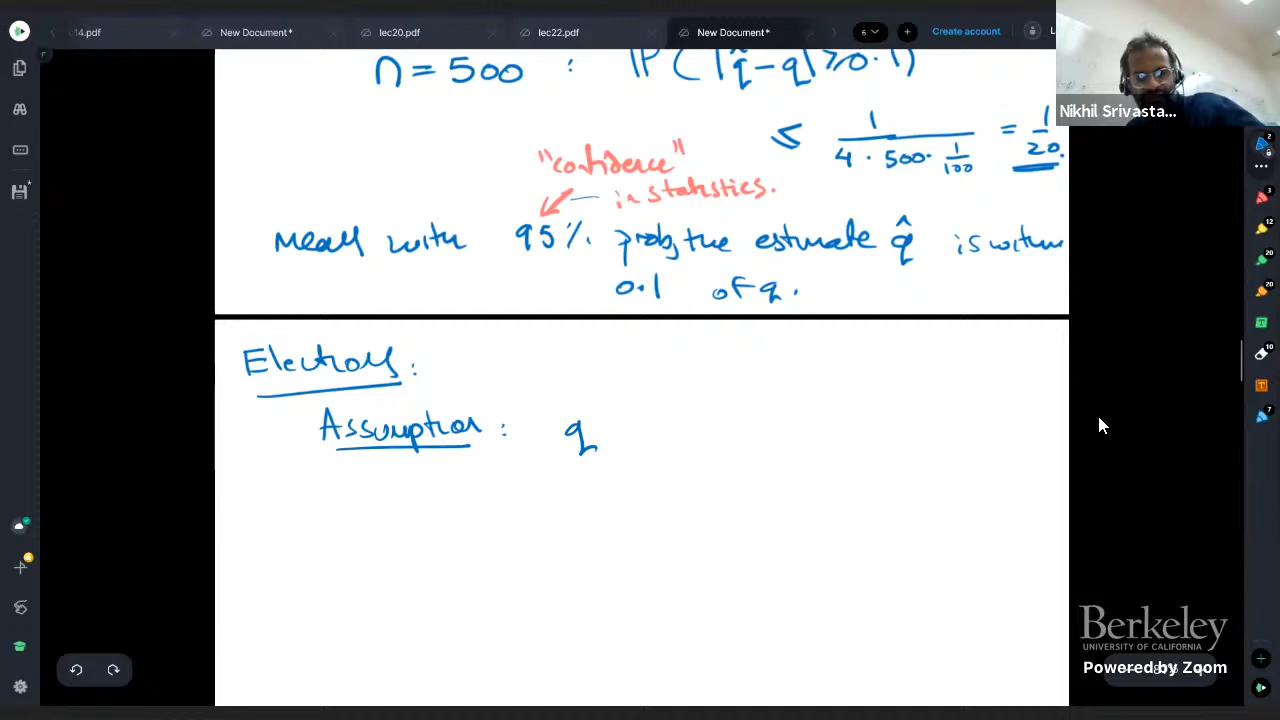 14.pdf
New Document*
lec20.pdf
lec22.pdf
New Document*
6
Create account
n = 500 : IP ( |q̂ - q| ≥ 0.1 )
Nikhil Srivasta...
≤ 1 / (4 · 500 · 1/100) = 1/20.
"confidence"
in statistics.
Means with 95% prob, the estimate q̂ is within
0.1 of q.
Elections:
Assumption: q
Berkeley
UNIVERSITY OF CALIFORNIA
Powered by Zoom